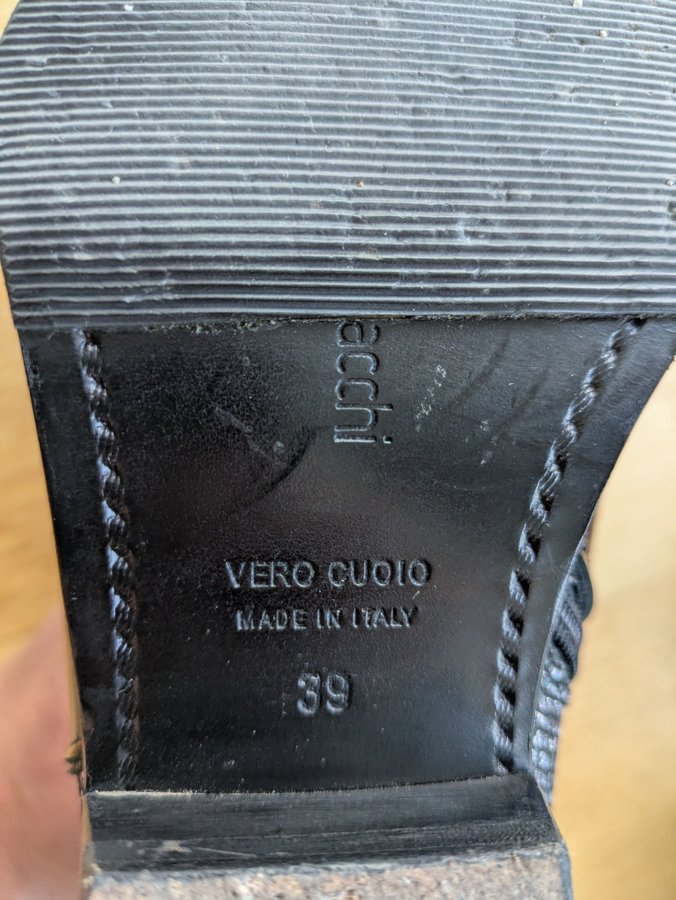 acchi
VERO CUOIO
MADE IN ITALY
39